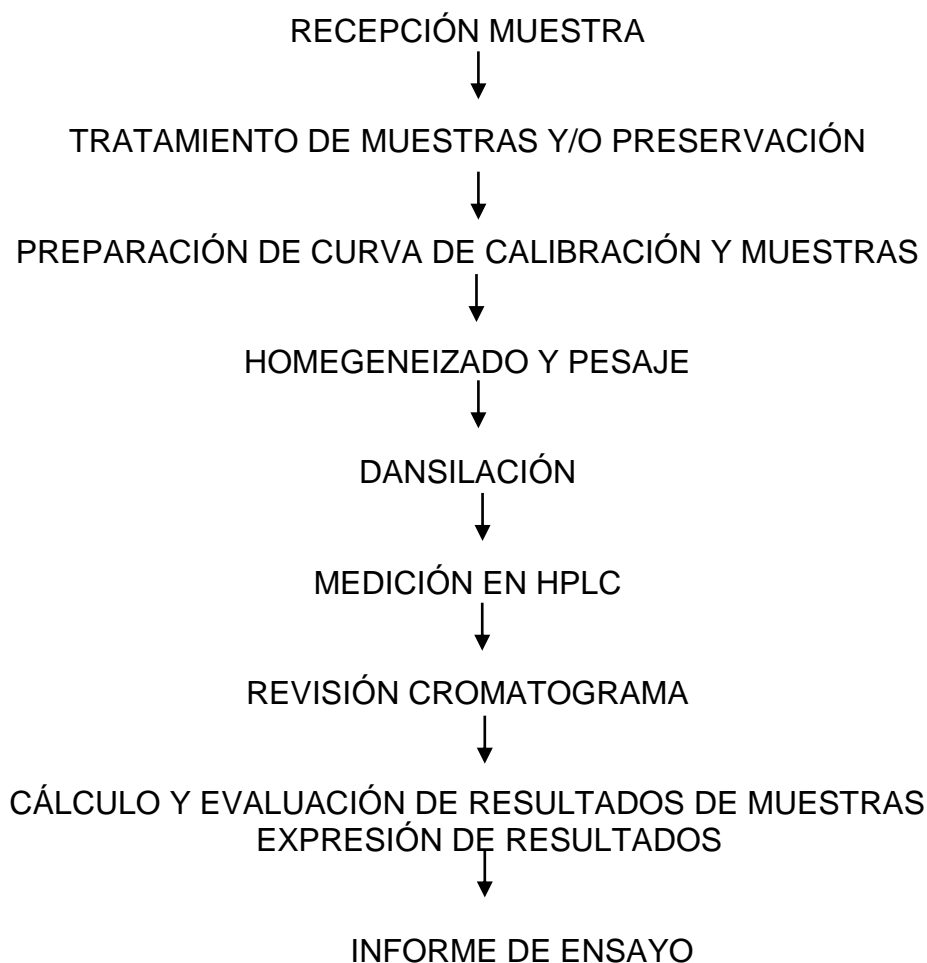 RECEPCIÓN MUESTRA
TRATAMIENTO DE MUESTRAS Y/O PRESERVACIÓN
PREPARACIÓN DE CURVA DE CALIBRACIÓN Y MUESTRAS
HOMEGENEIZADO Y PESAJE
DANSILACIÓN
MEDICIÓN EN HPLC
REVISIÓN CROMATOGRAMA
CÁLCULO Y EVALUACIÓN DE RESULTADOS DE MUESTRAS
EXPRESIÓN DE RESULTADOS
INFORME DE ENSAYO